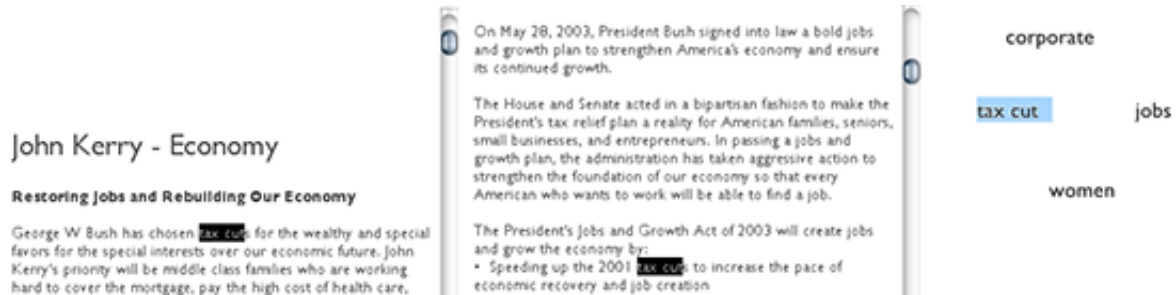 John Kerry - Economy
Restoring Jobs and Rebuilding Our Economy
George W Bush has chosen tax cuts for the wealthy and special
favors for the special interests over our economic future. John
Kerry's priority will be middle class families who are working
hard to cover the mortgage, pay the high cost of health care,
On May 28, 2003, President Bush signed into law a bold jobs
and growth plan to strengthen America's economy and ensure
its continued growth.
The House and Senate acted in a bipartisan fashion to make the
President's tax relief plan a reality for American families, seniors,
small businesses, and entrepreneurs. In passing a jobs and
growth plan, the administration has taken aggressive action to
strengthen the foundation of our economy so that every
American who wants to work will be able to find a job.
The President's Jobs and Growth Act of 2003 will create jobs
and grow the economy by:
• Speeding up the 2001 tax cuts to increase the pace of
economic recovery and job creation
corporate
tax cut
jobs
women